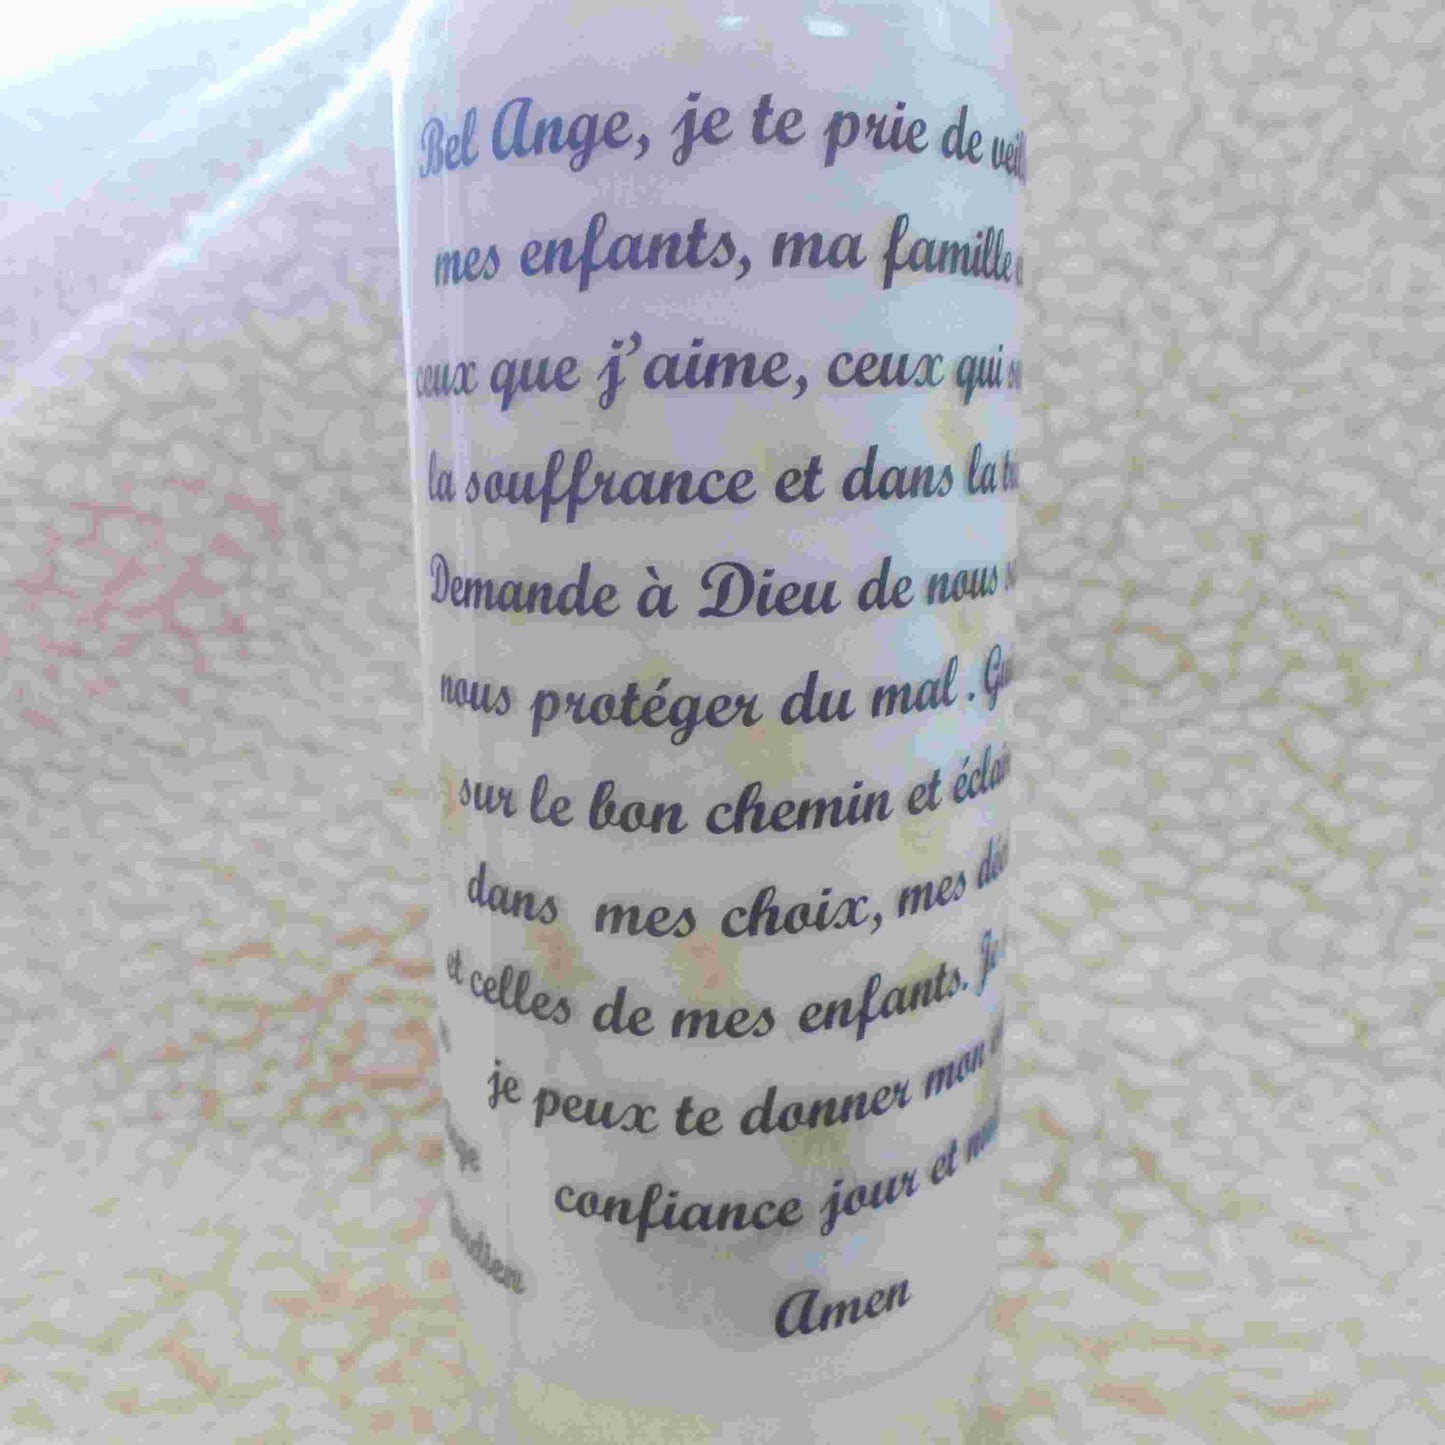 Bel Ange, je te prie de
mes enfants, ma famille
ceux que j'aime, ceux qui
la souffrance et dans la
Demande à Dieu de nous
nous protéger du mal.
sur le bon chemin et
dans mes choix, mes
et celles de mes enfants.
je peux te donner mon
confiance jour et
Amen